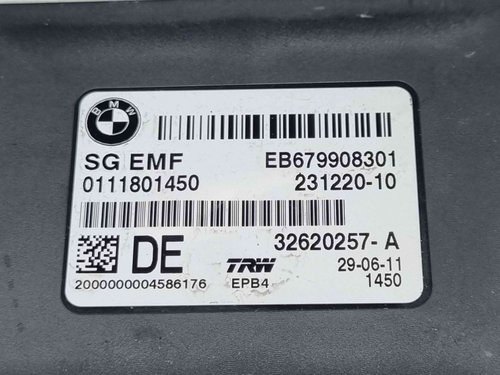 BMW
SG EMF EB679908301
0111801450 231220-10
DE TRW 32620257- A
29-06-11
2000000004586176 EPB4 1450